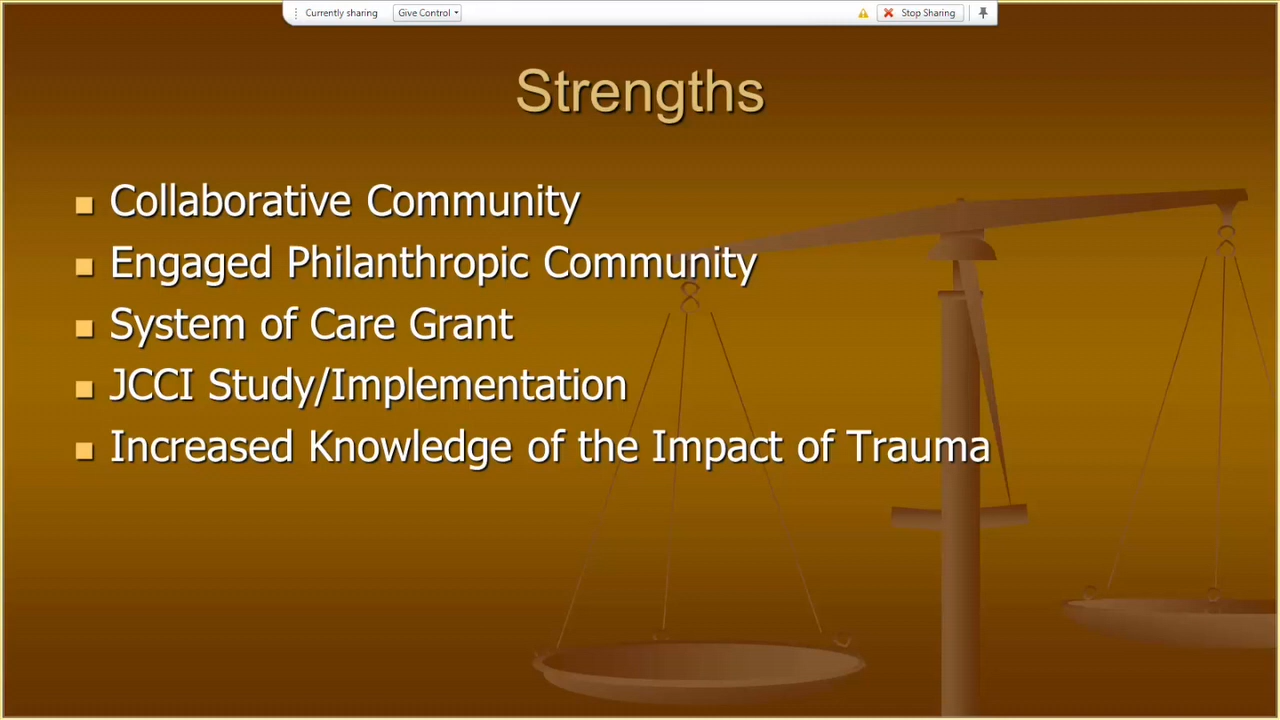 Currently sharing Give Control Stop Sharing
Strengths
Collaborative Community
Engaged Philanthropic Community
System of Care Grant
JCCI Study/Implementation
Increased Knowledge of the Impact of Trauma